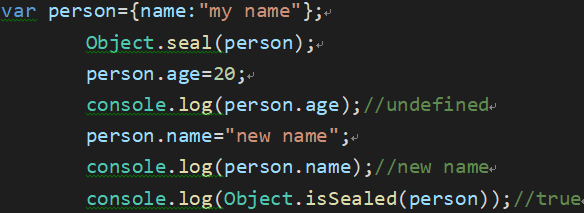 var person={name:"my name"};
Object.seal(person);
person.age=20;
console.log(person.age);//undefined
person.name="new name";
console.log(person.name);//new name
console.log(Object.isSealed(person));//true